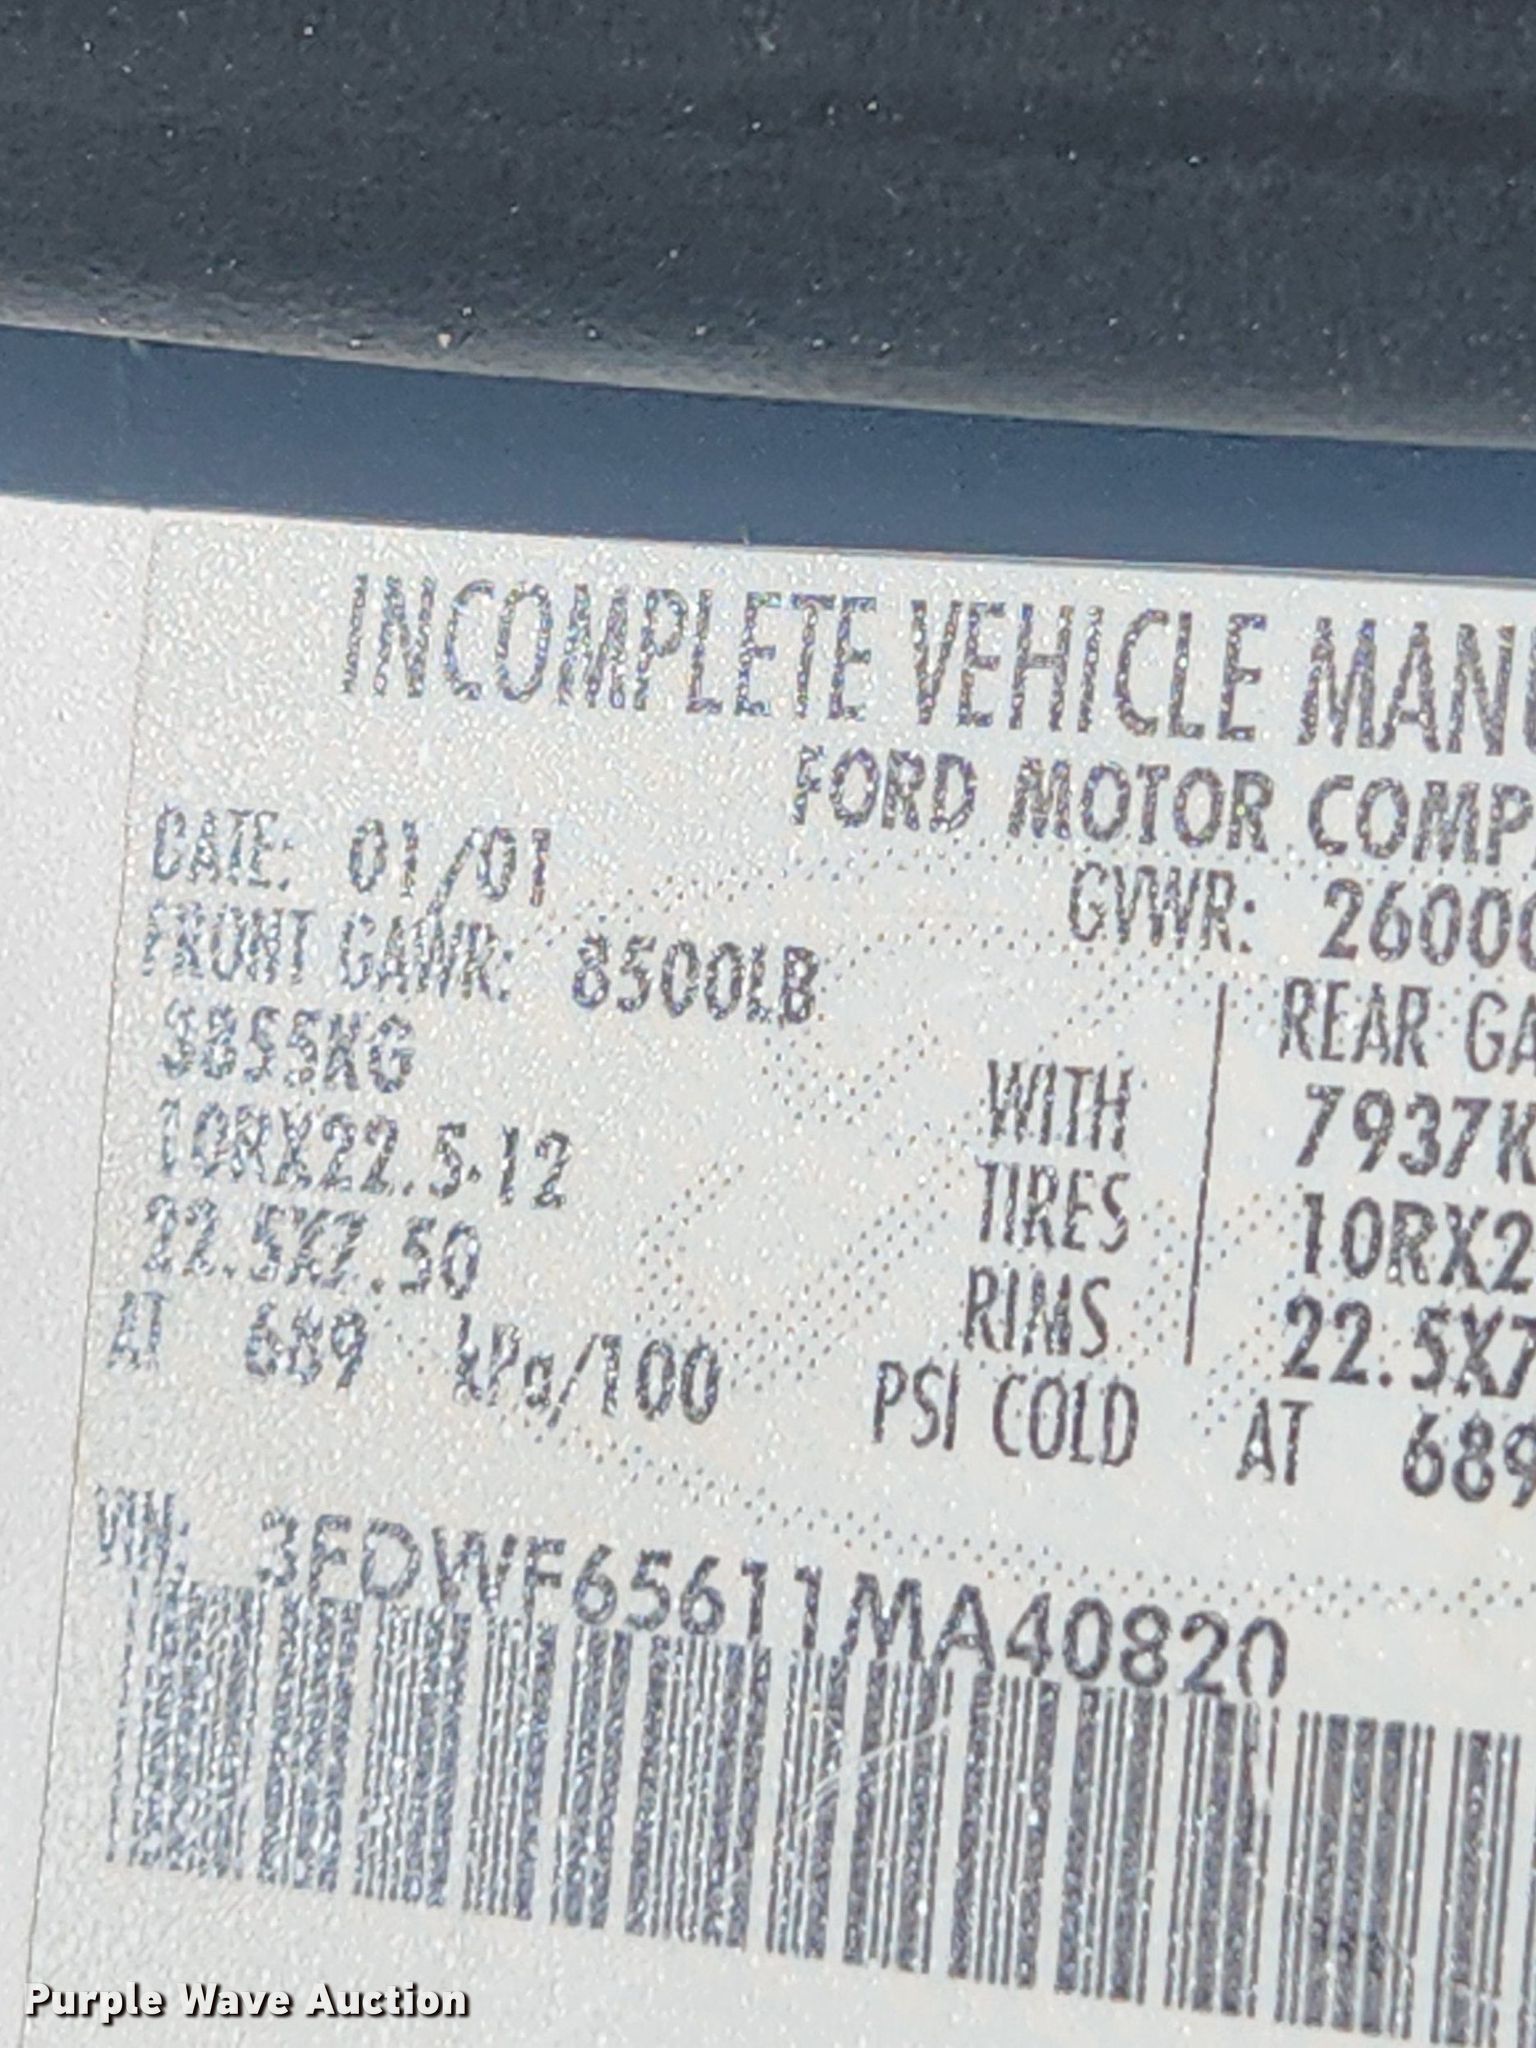 INCOMPLETE VEHICLE MANU
FORD MOTOR COMP
DATE: 01/01
GVWR: 26000
FRONT GAWR: 8500LB
REAR GA
3855KG
WITH
7937K
10RX22.5-12
TIRES
10RX2
22.5X7.50
RIMS
22.5X7
AT 689 kPa/100
PSI COLD
AT 689
VIN: 3FDWF65611MA40820
Purple Wave Auction